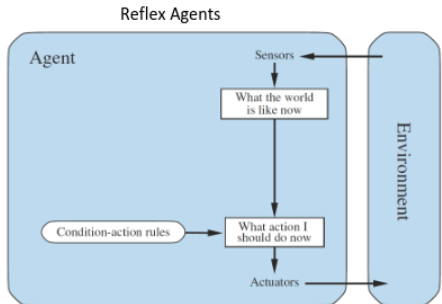 Reflex Agents
Agent
Sensors
What the world
is like now
Environment
Condition-action rules
What action I
should do now
Actuators